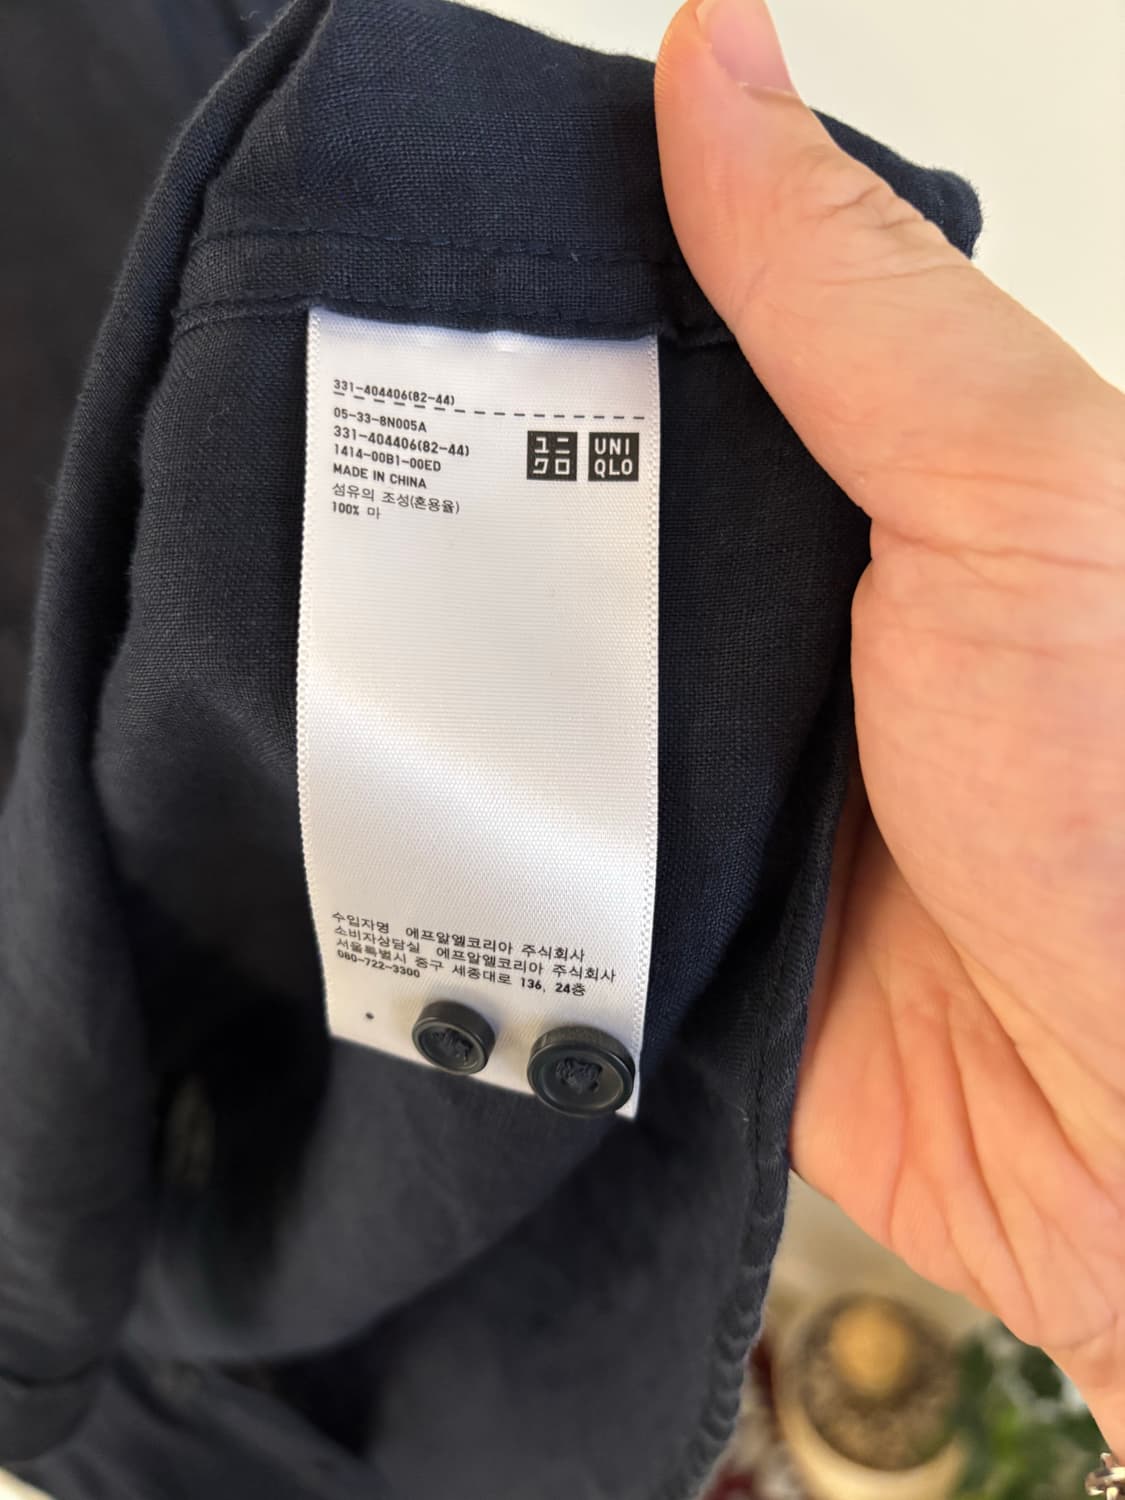 331-404406(82-44)
05-33-8N005A
331-404406(82-44)
1414-00B1-00ED
MADE IN CHINA
섬유의 조성(혼용율)
100% 마
ユニ
クロ
UNI
QLO
수입자명 에프알엘코리아 주식회사
소비자상담실 에프알엘코리아 주식회사
서울특별시 중구 세종대로 136, 24층
080-722-3300